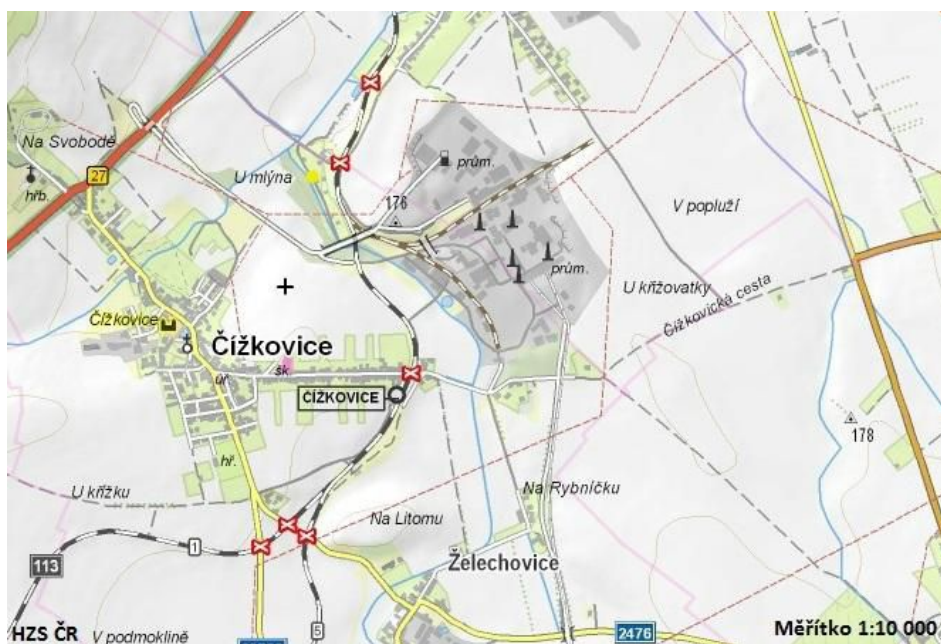 Na Svobodě
27
hřb.
U mlýna
prům.
176
V popluží
prům.
U křižovatky
Čížkovická cesta
Čížkovice
Čížkovice
šk.
úř.
ČÍŽKOVICE
178
hř.
U křížku
Na Rybníčku
Na Litomu
1
113
Želechovice
5
HZS ČR
V podmoklině
2476
Měřítko 1:10 000